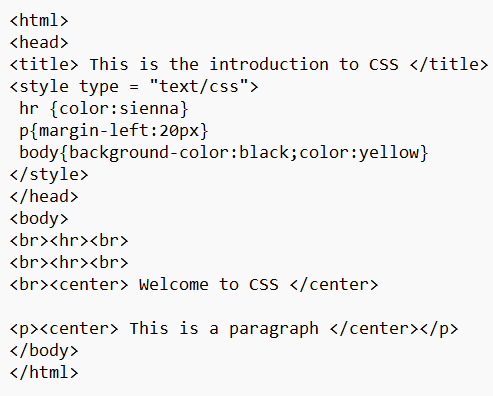 <html>
<head>
<title> This is the introduction to CSS </title>
<style type = "text/css">
 hr {color:sienna}
 p{margin-left:20px}
 body{background-color:black;color:yellow}
</style>
</head>
<body>
<br><hr><br>
<br><hr><br>
<br><center> Welcome to CSS </center>

<p><center> This is a paragraph </center></p>
</body>
</html>